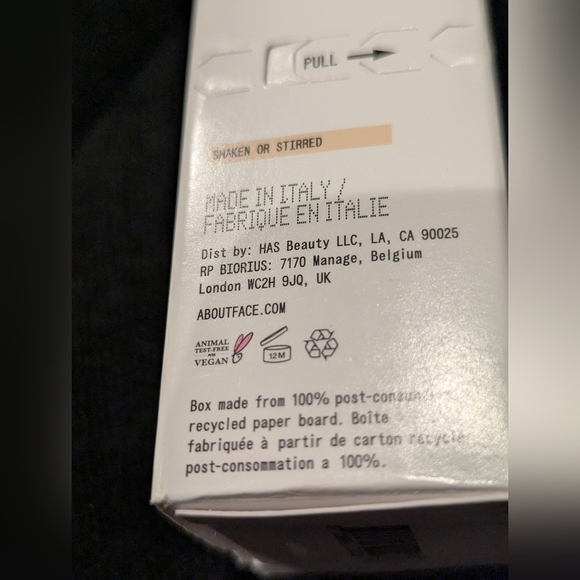 PULL
SHAKEN OR STIRRED
MADE IN ITALY /
FABRIQUE EN ITALIE
Dist by: HAS Beauty LLC, LA, CA 90025
RP BIORIUS: 7170 Manage, Belgium
London WC2H 9JQ, UK
ABOUTFACE.COM
ANIMAL
TEST-FREE
VEGAN
12M
Box made from 100% post-consumer
recycled paper board. Boîte
fabriquée à partir de carton recyclé
post-consommation a 100%.